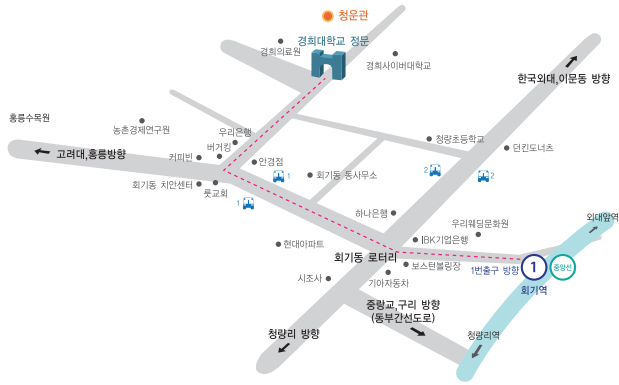 청운관
경희대학교 정문
경희의료원
경희사이버대학교
한국외대,이문동 방향
홍릉수목원
농촌경제연구원
우리은행
버거킹
청량초등학교
던킨도너츠
고려대,홍릉방향
커피빈
안경점
1
회기동 동사무소
2
2
회기동 치안센터
룻교회
1
하나은행
외대앞역
우리웨딩문화원
현대아파트
IBK기업은행
회기동 로터리
보스턴볼링장
1번출구 방향
1
중앙선
시조사
기아자동차
회기역
중랑교,구리 방향
(동부간선도로)
청량리 방향
청량리역